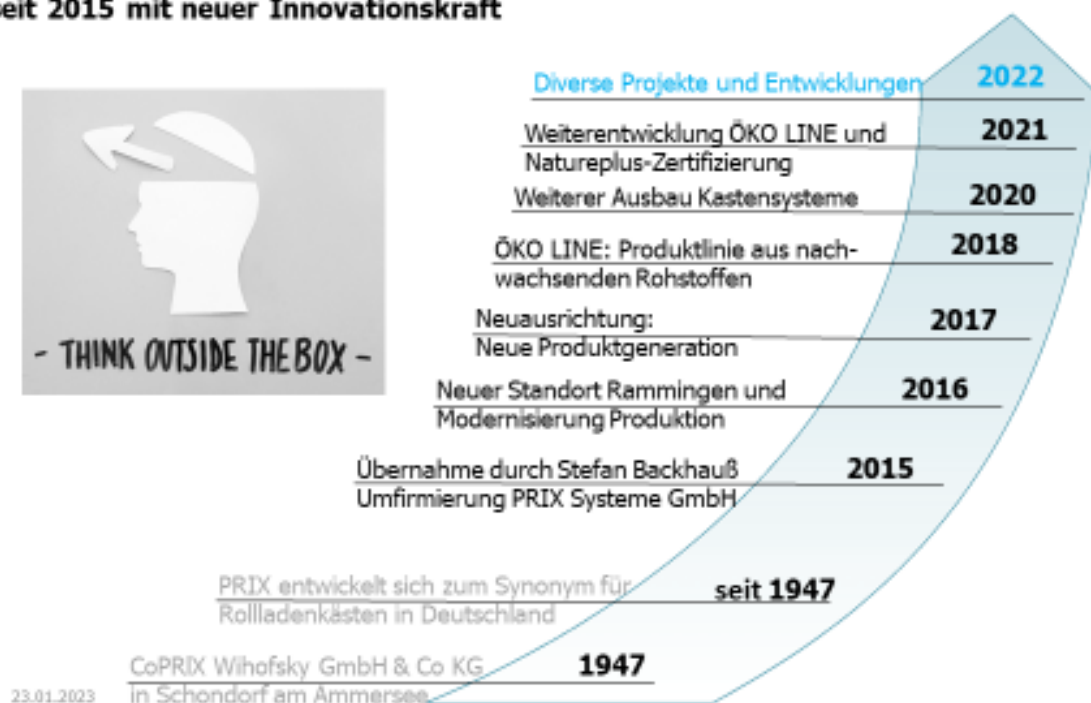 seit 2015 mit neuer Innovationskraft
Diverse Projekte und Entwicklungen 2022
Weiterentwicklung ÖKO LINE und 2021
Natureplus-Zertifizierung
Weiterer Ausbau Kastensysteme 2020
ÖKO LINE: Produktlinie aus nach- 2018
wachsenden Rohstoffen
Neuausrichtung: 2017
Neue Produktgeneration
- THINK OUTSIDE THE BOX -
Neuer Standort Rammingen und 2016
Modernisierung Produktion
Übernahme durch Stefan Backhauß 2015
Umfirmierung PRIX Systeme GmbH
PRIX entwickelt sich zum Synonym für seit 1947
Rollladenkästen in Deutschland
CoPRIX Wihofsky GmbH & Co KG 1947
in Schondorf am Ammersee
23.01.2023